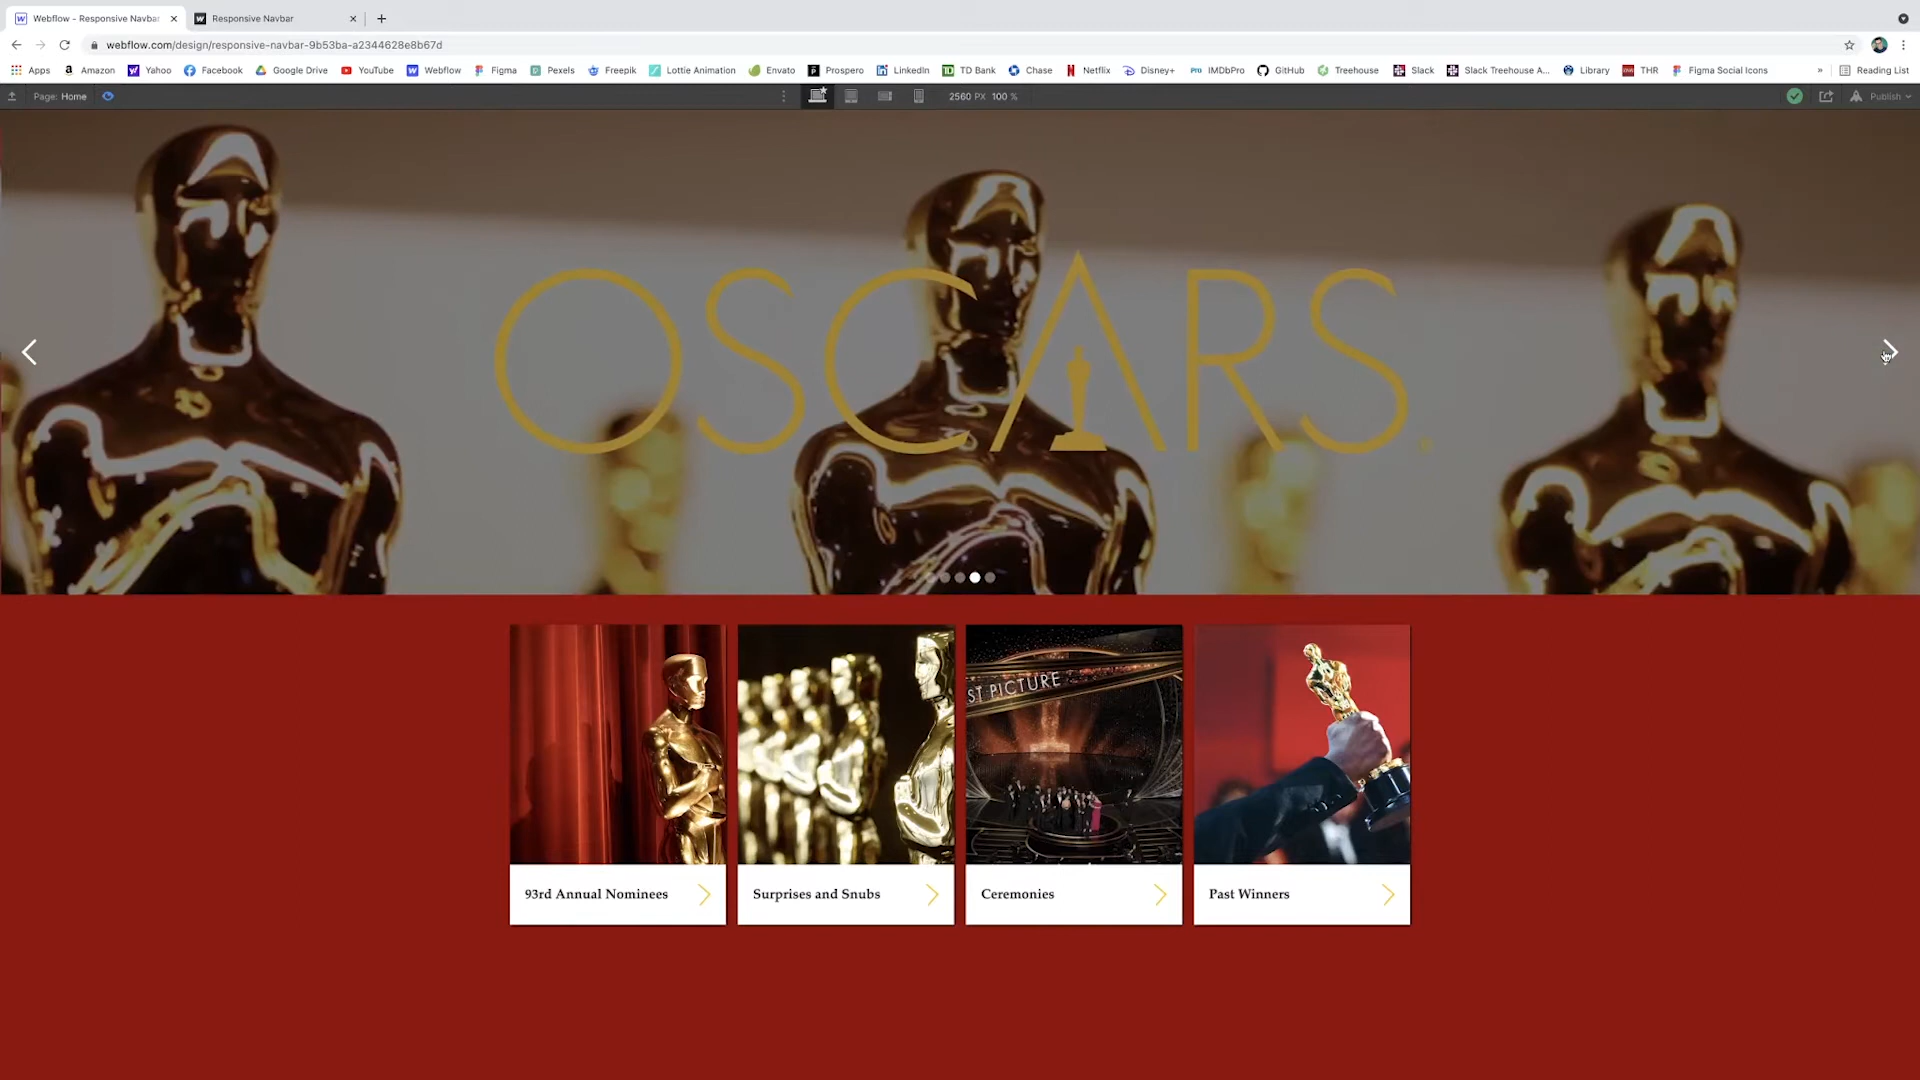 Webflow - Responsive Navbar
Responsive Navbar
webflow.com/design/responsive-navbar-9b53ba-a2344628e8b67d
Apps Amazon Yahoo Facebook Google Drive YouTube Webflow Figma Pexels Freepik Lottie Animation Envato Prospero LinkedIn TD Bank Chase Netflix Disney+ IMDbPro GitHub Treehouse Slack Slack Treehouse A... Library THR Figma Social Icons » Reading List
Page: Home 2560 PX 100 % Publish
OSCARS
ST PICTURE
93rd Annual Nominees
Surprises and Snubs
Ceremonies
Past Winners